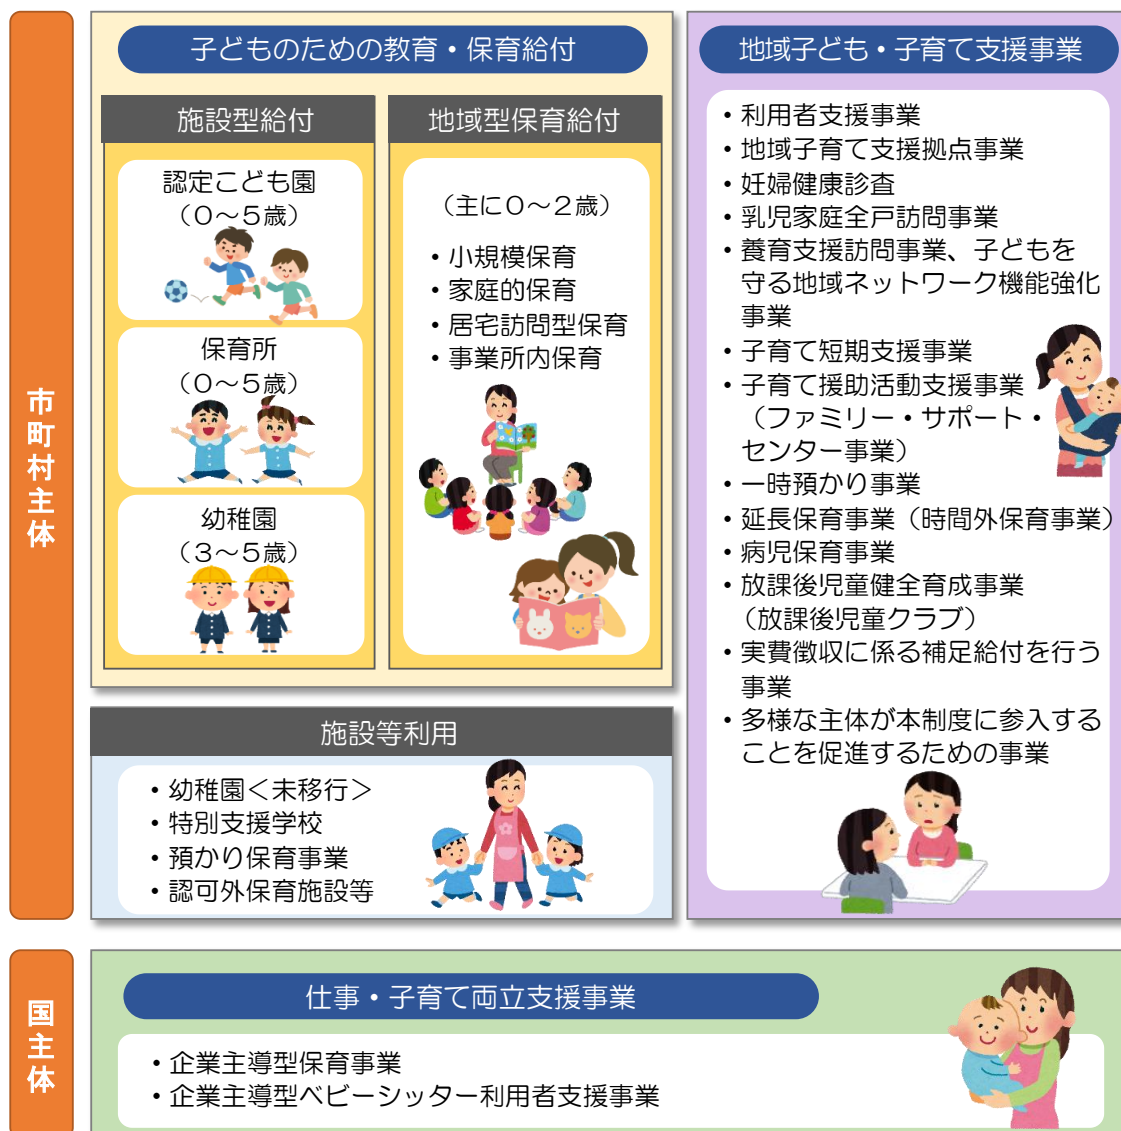 市町村主体
子どものための教育・保育給付
施設型給付
認定こども園
（０～５歳）
保育所
（０～５歳）
幼稚園
（３～５歳）
地域型保育給付
（主に０～２歳）
・小規模保育
・家庭的保育
・居宅訪問型保育
・事業所内保育
施設等利用
・幼稚園＜未移行＞
・特別支援学校
・預かり保育事業
・認可外保育施設等
地域子ども・子育て支援事業
・利用者支援事業
・地域子育て支援拠点事業
・妊婦健康診査
・乳児家庭全戸訪問事業
・養育支援訪問事業、子どもを
守る地域ネットワーク機能強化
事業
・子育て短期支援事業
・子育て援助活動支援事業
（ファミリー・サポート・
センター事業）
・一時預かり事業
・延長保育事業（時間外保育事業）
・病児保育事業
・放課後児童健全育成事業
（放課後児童クラブ）
・実費徴収に係る補足給付を行う
事業
・多様な主体が本制度に参入する
ことを促進するための事業
国主体
仕事・子育て両立支援事業
・企業主導型保育事業
・企業主導型ベビーシッター利用者支援事業